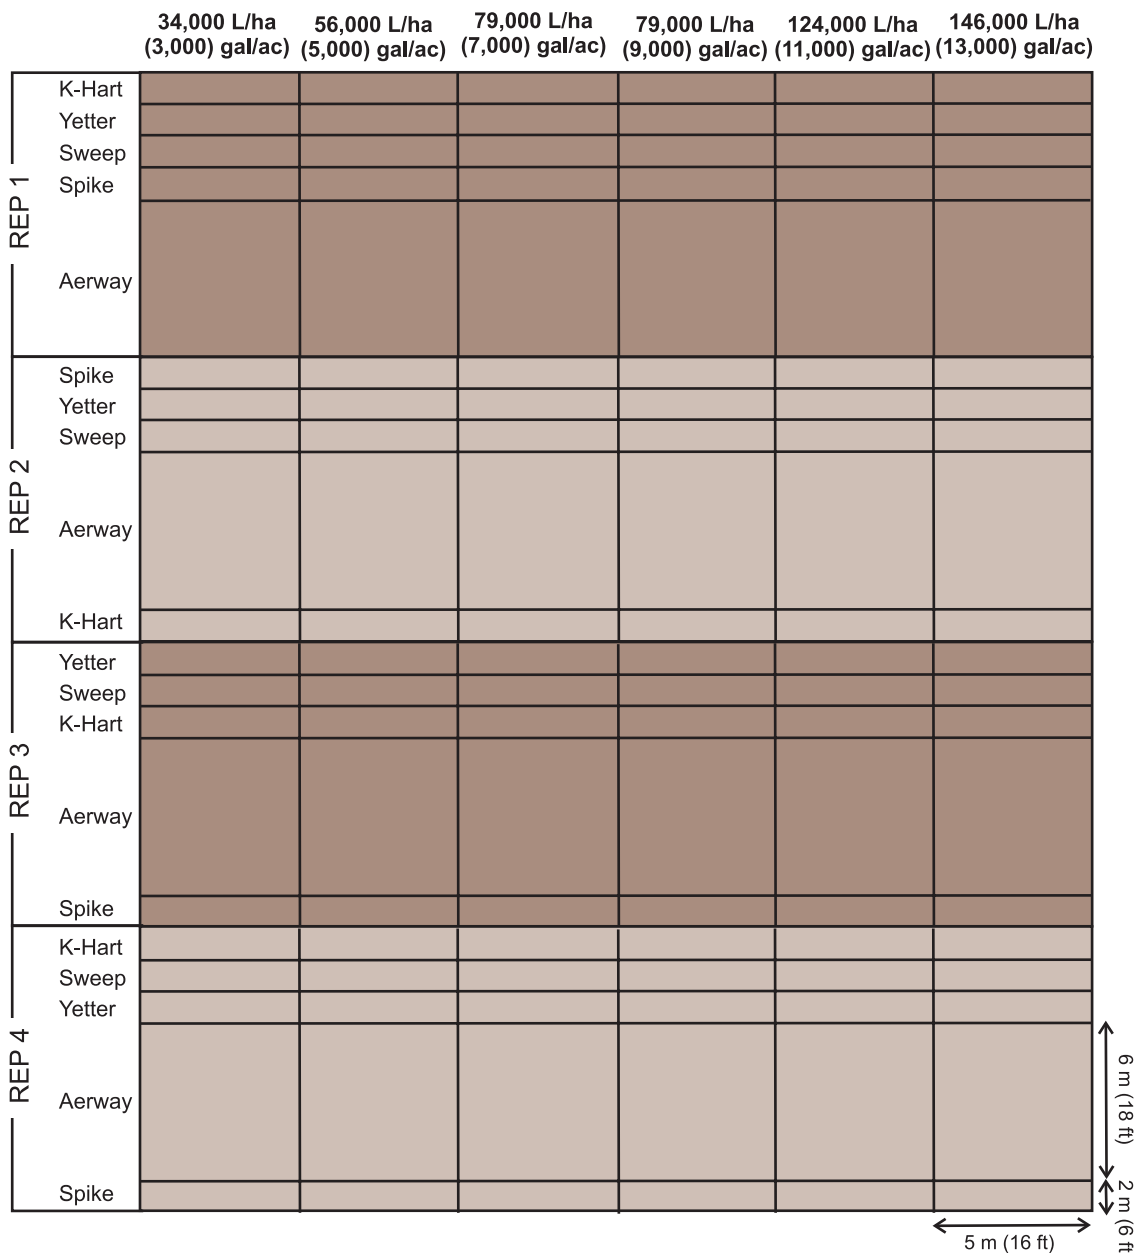 34,000 L/ha 56,000 L/ha 79,000 L/ha 79,000 L/ha 124,000 L/ha 146,000 L/ha
(3,000) gal/ac) (5,000) gal/ac) (7,000) gal/ac) (9,000) gal/ac) (11,000) gal/ac) (13,000) gal/ac)
REP 1
K-Hart
Yetter
Sweep
Spike
Aerway
REP 2
Spike
Yetter
Sweep
Aerway
K-Hart
REP 3
Yetter
Sweep
K-Hart
Aerway
Spike
REP 4
K-Hart
Sweep
Yetter
Aerway
Spike
6 m (18 ft)
2 m (6 ft
5 m (16 ft)